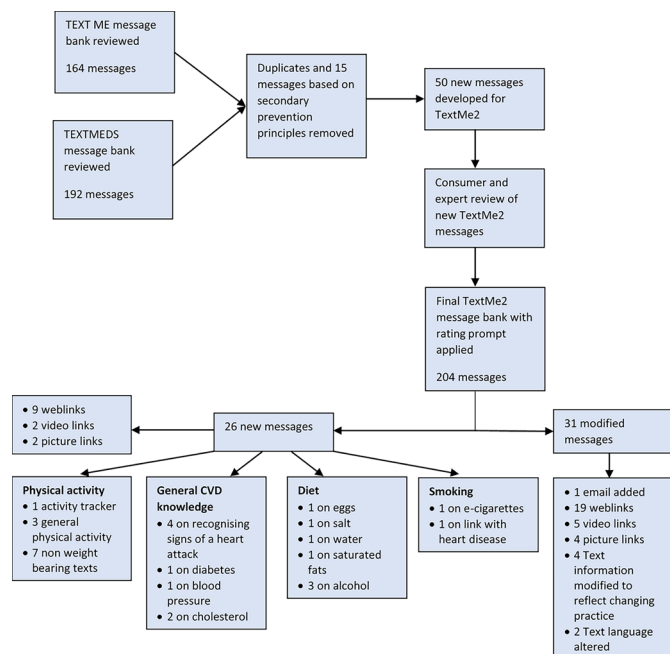 TEXT ME message
bank reviewed
164 messages
TEXTMEDS
message bank
reviewed
192 messages
Duplicates and 15
messages based on
secondary
prevention
principles removed
50 new messages
developed for
TextMe2
Consumer and
expert review of
new TextMe2
messages
Final TextMe2
message bank with
rating prompt
applied
204 messages
• 9 weblinks
• 2 video links
• 2 picture links
26 new messages
31 modified
messages
Physical activity
• 1 activity tracker
• 3 general
physical activity
• 7 non weight
bearing texts
General CVD
knowledge
• 4 on recognising
signs of a heart
attack
• 1 on diabetes
• 1 on blood
pressure
• 2 on cholesterol
Diet
• 1 on eggs
• 1 on salt
• 1 on water
• 1 on saturated
fats
• 3 on alcohol
Smoking
• 1 on e-cigarettes
• 1 on link with
heart disease
• 1 email added
• 19 weblinks
• 5 video links
• 4 picture links
• 4 Text
information
modified to
reflect changing
practice
• 2 Text language
altered